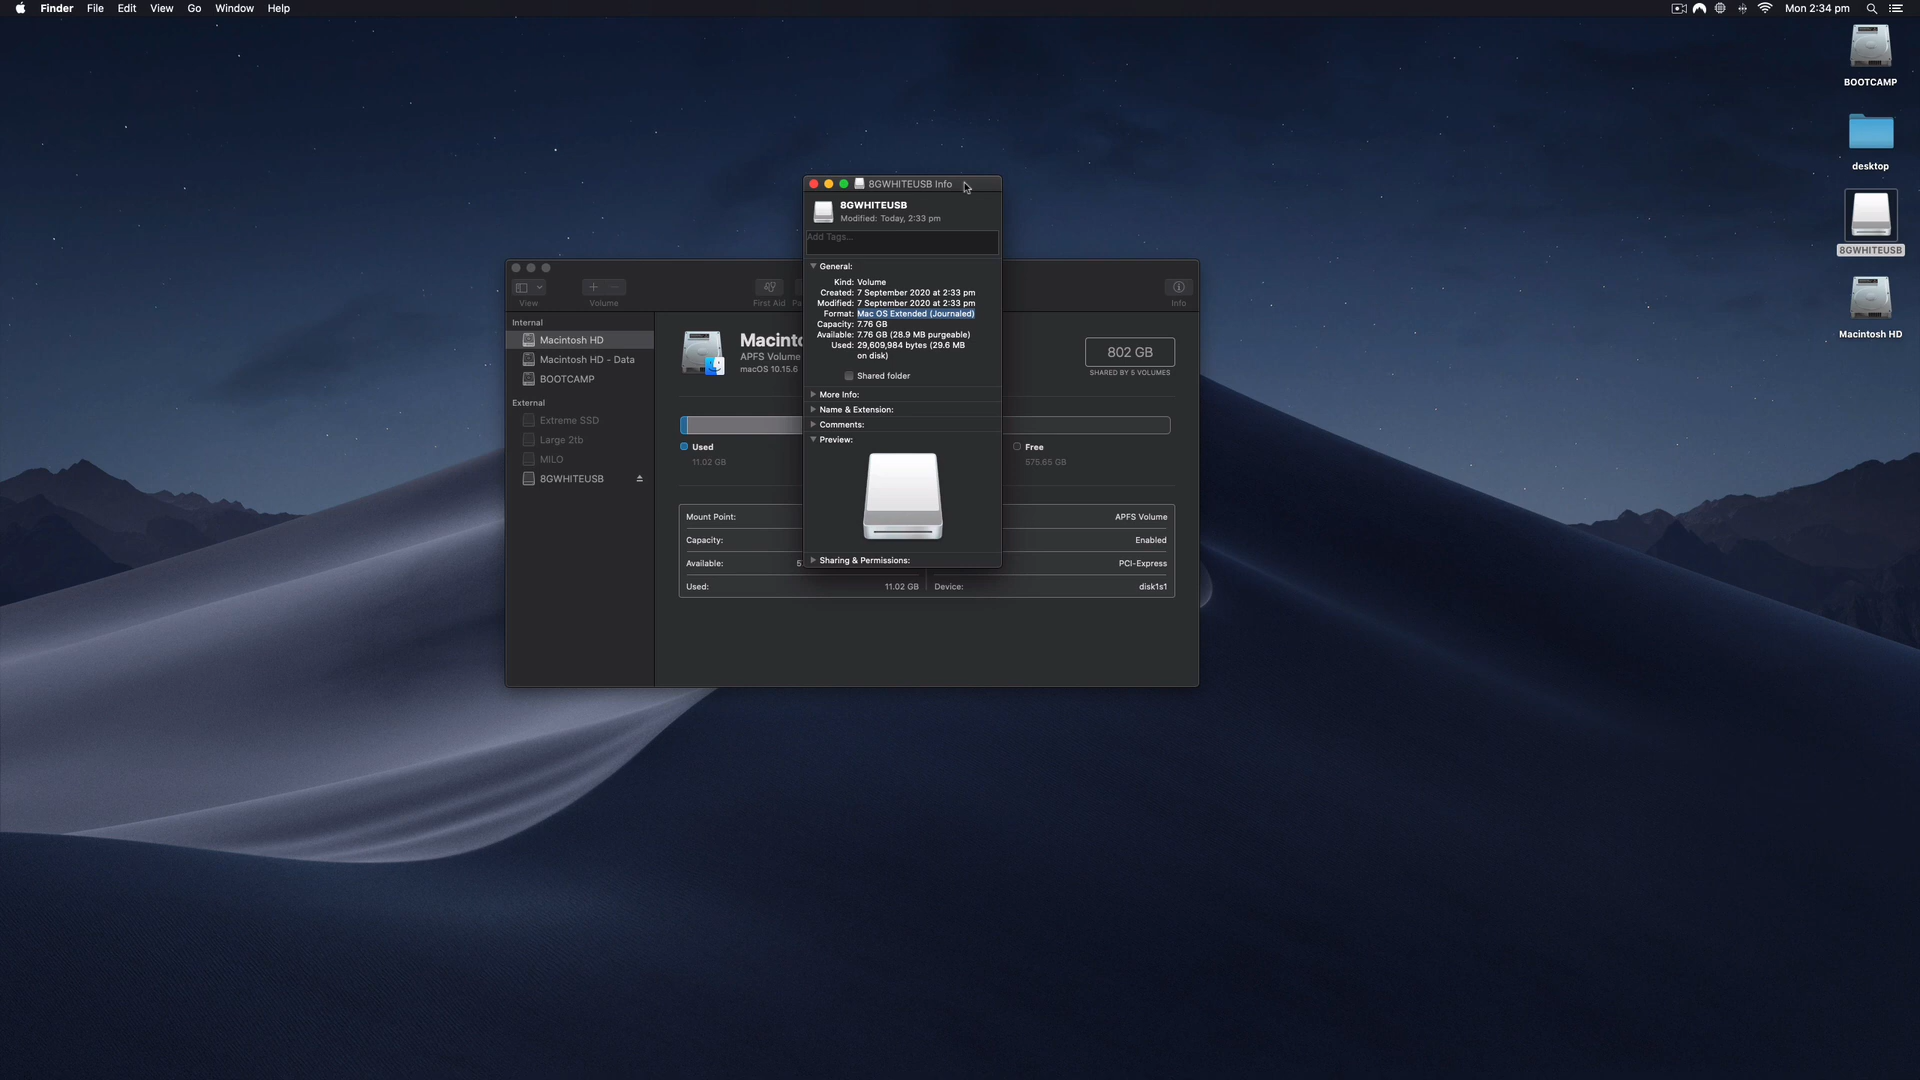 Finder File Edit View Go Window Help
Mon 2:34 pm
BOOTCAMP
desktop
8GWHITEUSB
Macintosh HD
8GWHITEUSB Info
8GWHITEUSB
Modified: Today, 2:33 pm
Add Tags...
General:
Kind: Volume
Created: 7 September 2020 at 2:33 pm
Modified: 7 September 2020 at 2:33 pm
Format: Mac OS Extended (Journaled)
Capacity: 7.76 GB
Available: 7.76 GB (28.9 MB purgeable)
Used: 29,609,984 bytes (29.6 MB
on disk)
Shared folder
More Info:
Name & Extension:
Comments:
Preview:
Sharing & Permissions:
View
Volume
First Aid
Pa
Info
Internal
Macintosh HD
Macintosh HD - Data
BOOTCAMP
External
Extreme SSD
Large 2tb
MILO
8GWHITEUSB
Macinto
APFS Volume
macOS 10.15.6
802 GB
SHARED BY 5 VOLUMES
Used
11.02 GB
Free
575.65 GB
Mount Point:
APFS Volume
Capacity:
Enabled
Available: 5
PCI-Express
Used: 11.02 GB
Device: disk1s1